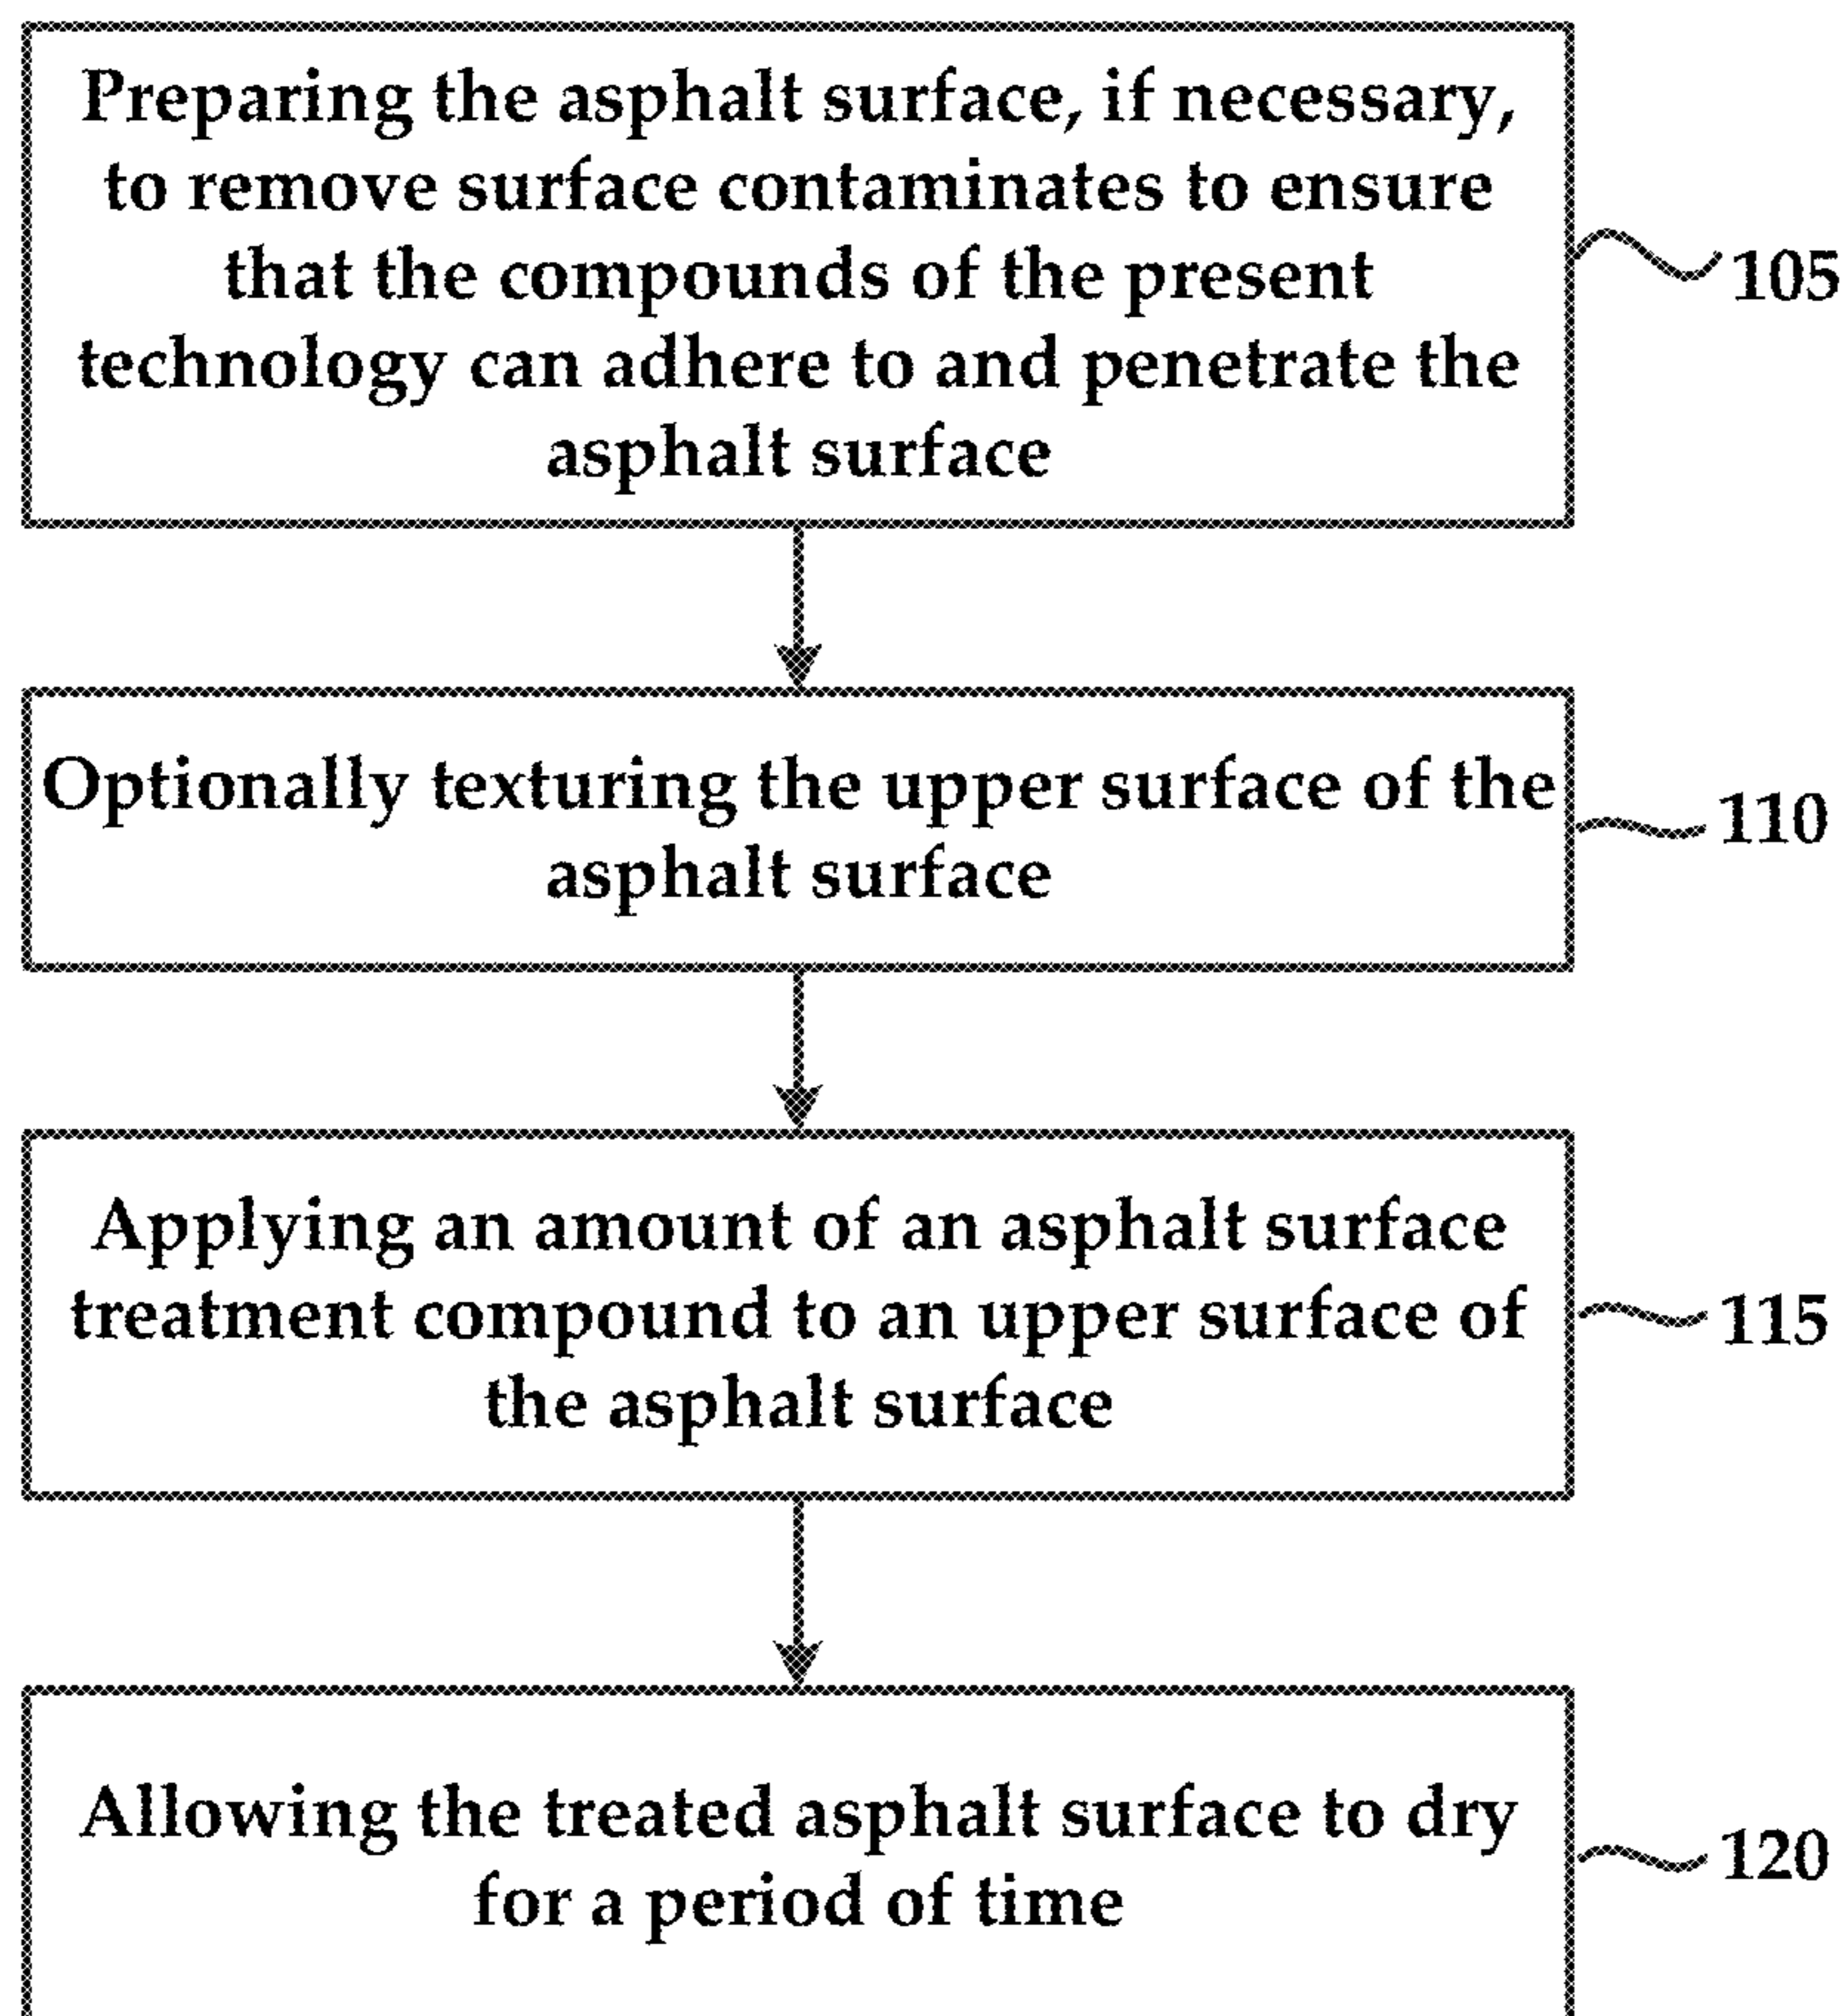 Preparing the asphalt surface, if necessary,
to remove surface contaminates to ensure
that the compounds of the present
technology can adhere to and penetrate the
asphalt surface
105
Optionally texturing the upper surface of the
asphalt surface
110
Applying an amount of an asphalt surface
treatment compound to an upper surface of
the asphalt surface
115
Allowing the treated asphalt surface to dry
for a period of time
120